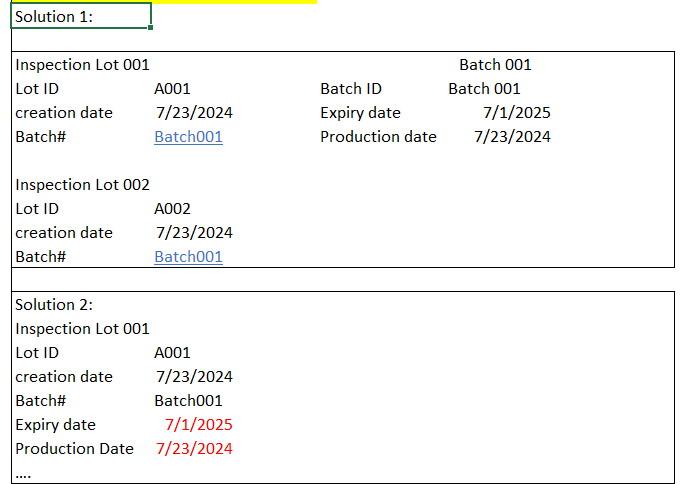 Solution 1:
Inspection Lot 001 Batch 001
Lot ID A001 Batch ID Batch 001
creation date 7/23/2024 Expiry date 7/1/2025
Batch# Batch001 Production date 7/23/2024
Inspection Lot 002
Lot ID A002
creation date 7/23/2024
Batch# Batch001
Solution 2:
Inspection Lot 001
Lot ID A001
creation date 7/23/2024
Batch# Batch001
Expiry date 7/1/2025
Production Date 7/23/2024
....